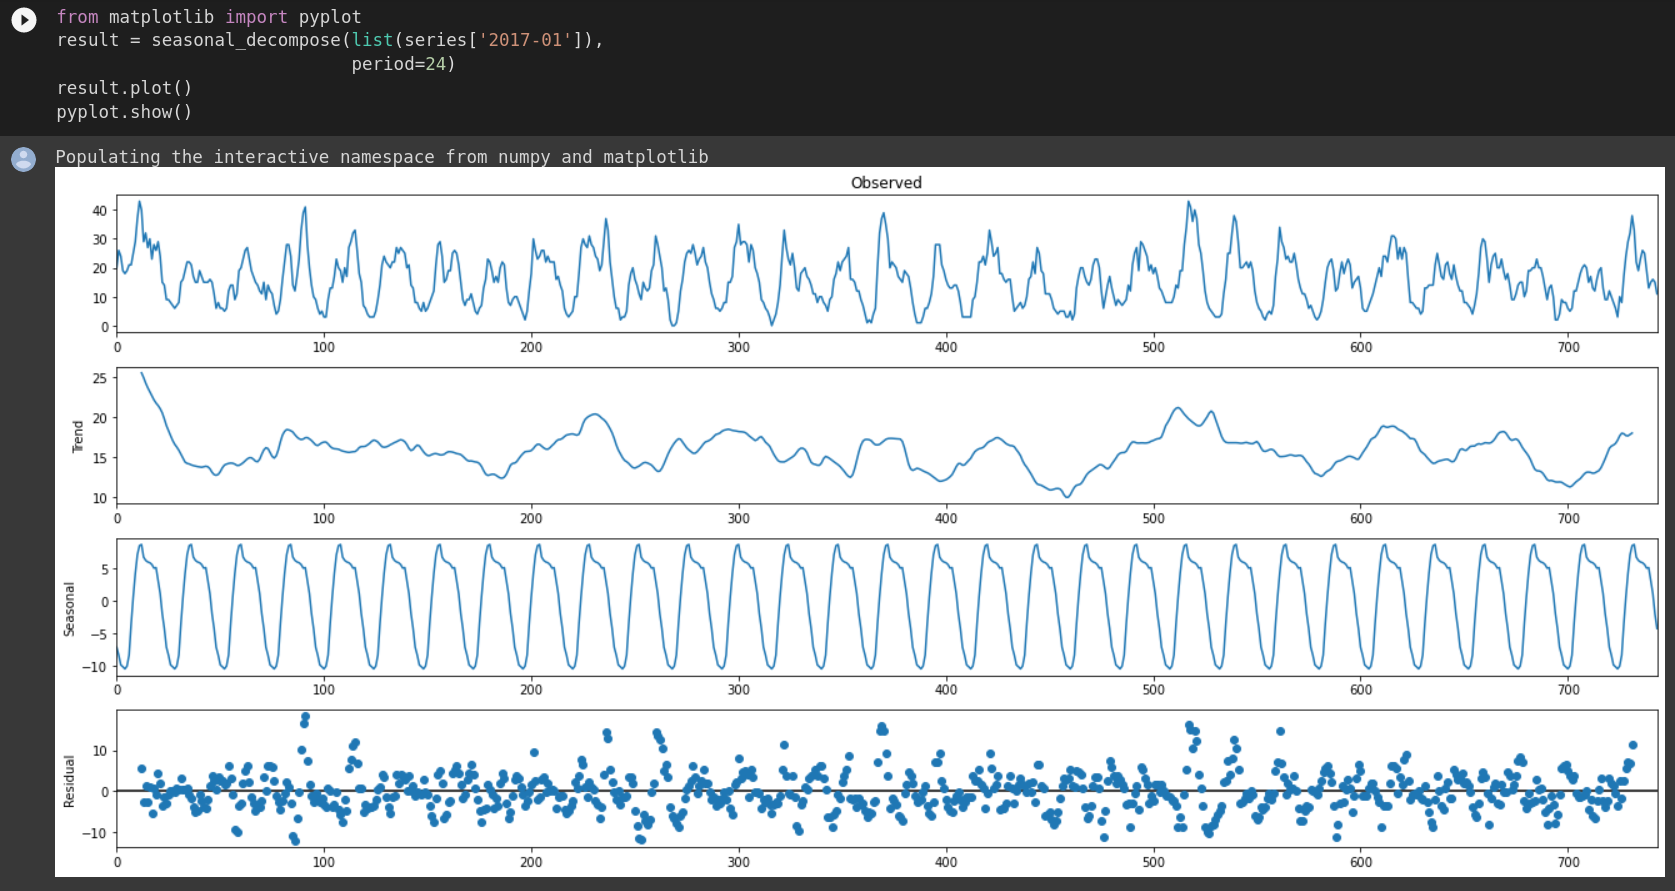 from matplotlib import pyplot
result = seasonal_decompose(list(series['2017-01']),
period=24)
result.plot()
pyplot.show()
Populating the interactive namespace from numpy and matplotlib
Observed
40
30
20
10
0
0 100 200 300 400 500 600 700
Trend
25
20
15
10
0 100 200 300 400 500 600 700
Seasonal
5
0
−5
−10
0 100 200 300 400 500 600 700
Residual
10
0
−10
0 100 200 300 400 500 600 700